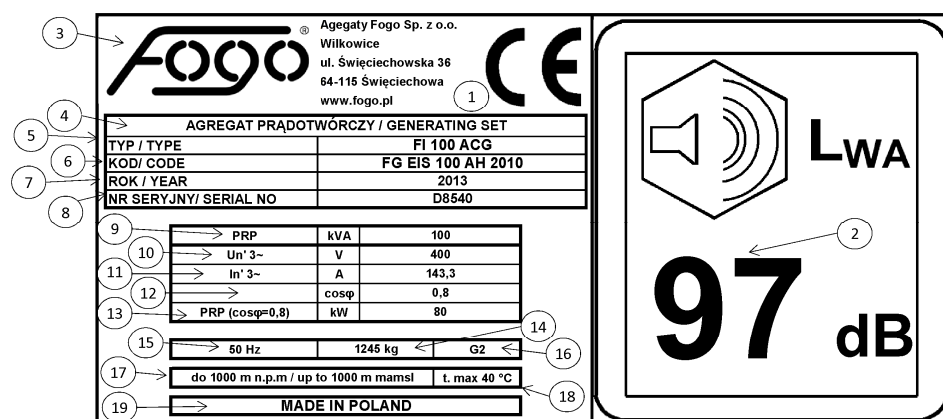 3
Fogo®
Agegaty Fogo Sp. z o.o.
Wilkowice
ul. Święciechowska 36
64-115 Święciechowa
www.fogo.pl
CE
1
4
AGREGAT PRĄDOTWÓRCZY / GENERATING SET
5
TYP / TYPE FI 100 ACG
6
KOD/ CODE FG EIS 100 AH 2010
7
ROK / YEAR 2013
8
NR SERYJNY/ SERIAL NO D8540
9
PRP kVA 100
10
Un' 3~ V 400
11
In' 3~ A 143,3
12
cosφ 0,8
13
PRP (cosφ=0,8) kW 80
14
15
50 Hz 1245 kg G2
16
17
do 1000 m n.p.m / up to 1000 m mamsl t. max 40 °C
18
19
MADE IN POLAND
LWA
2
97 dB